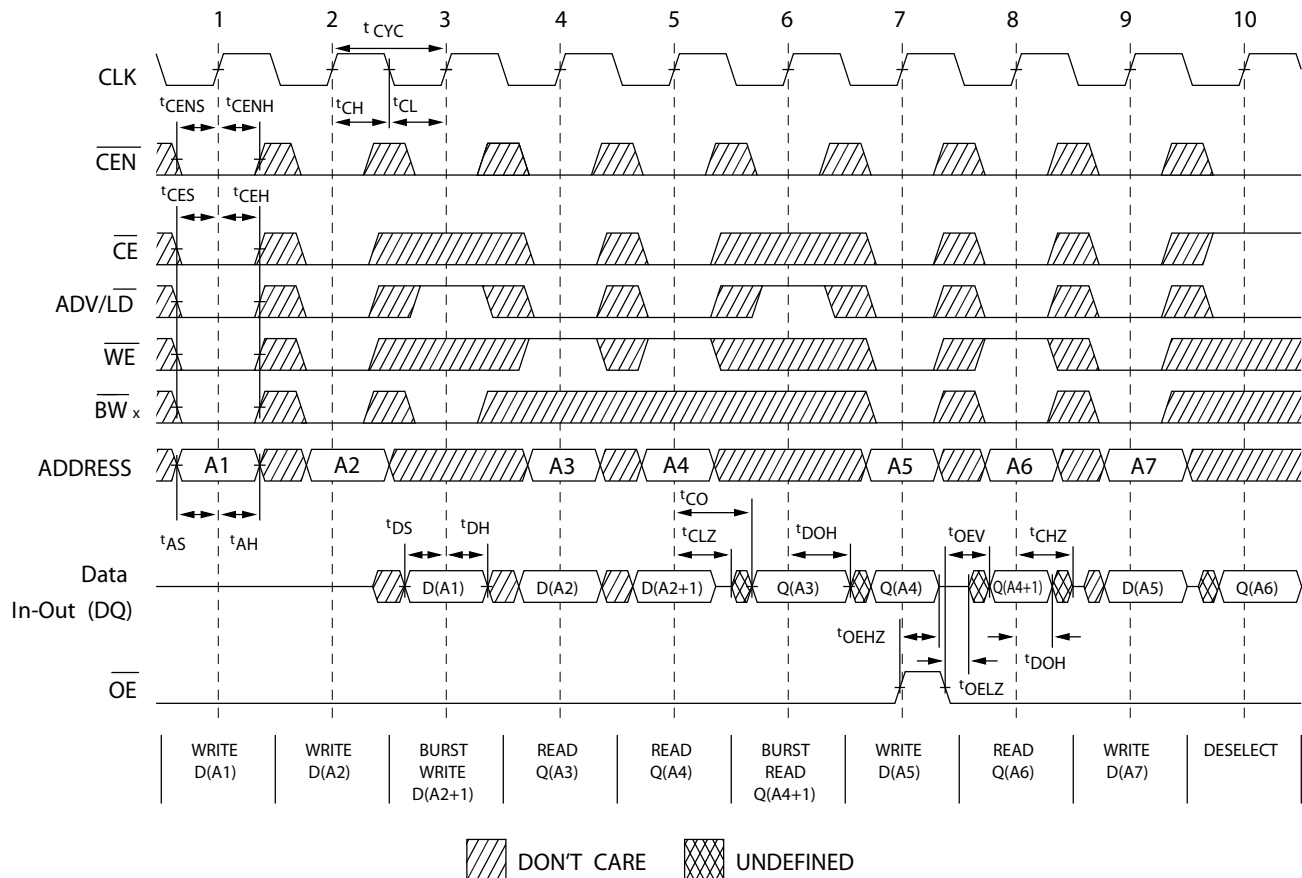 1 2 3 4 5 6 7 8 9 10
tCYC
CLK
tCENS tCENH tCH tCL
CEN
tCES tCEH
CE
ADV/LD
WE
BW x
ADDRESS A1 A2 A3 A4 A5 A6 A7
tCO
tAS tAH tDS tDH tCLZ tDOH tOEV tCHZ
Data
In-Out (DQ)
D(A1) D(A2) D(A2+1) Q(A3) Q(A4) Q(A4+1) D(A5) Q(A6)
tOEHZ tDOH
tOELZ
OE
WRITE
D(A1)
WRITE
D(A2)
BURST
WRITE
D(A2+1)
READ
Q(A3)
READ
Q(A4)
BURST
READ
Q(A4+1)
WRITE
D(A5)
READ
Q(A6)
WRITE
D(A7)
DESELECT
DON'T CARE UNDEFINED